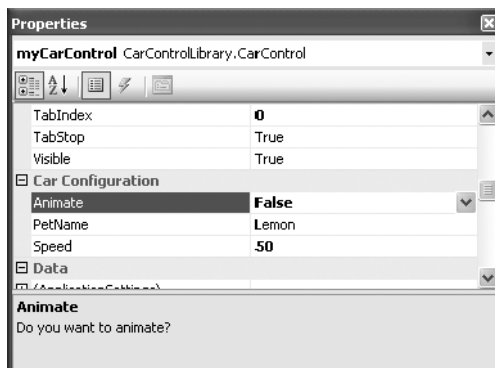 Properties
myCarControl CarControlLibrary.CarControl
TabIndex 0
TabStop True
Visible True
Car Configuration
Animate False
PetName Lemon
Speed 50
Data
(ApplicationSettings)
Animate
Do you want to animate?